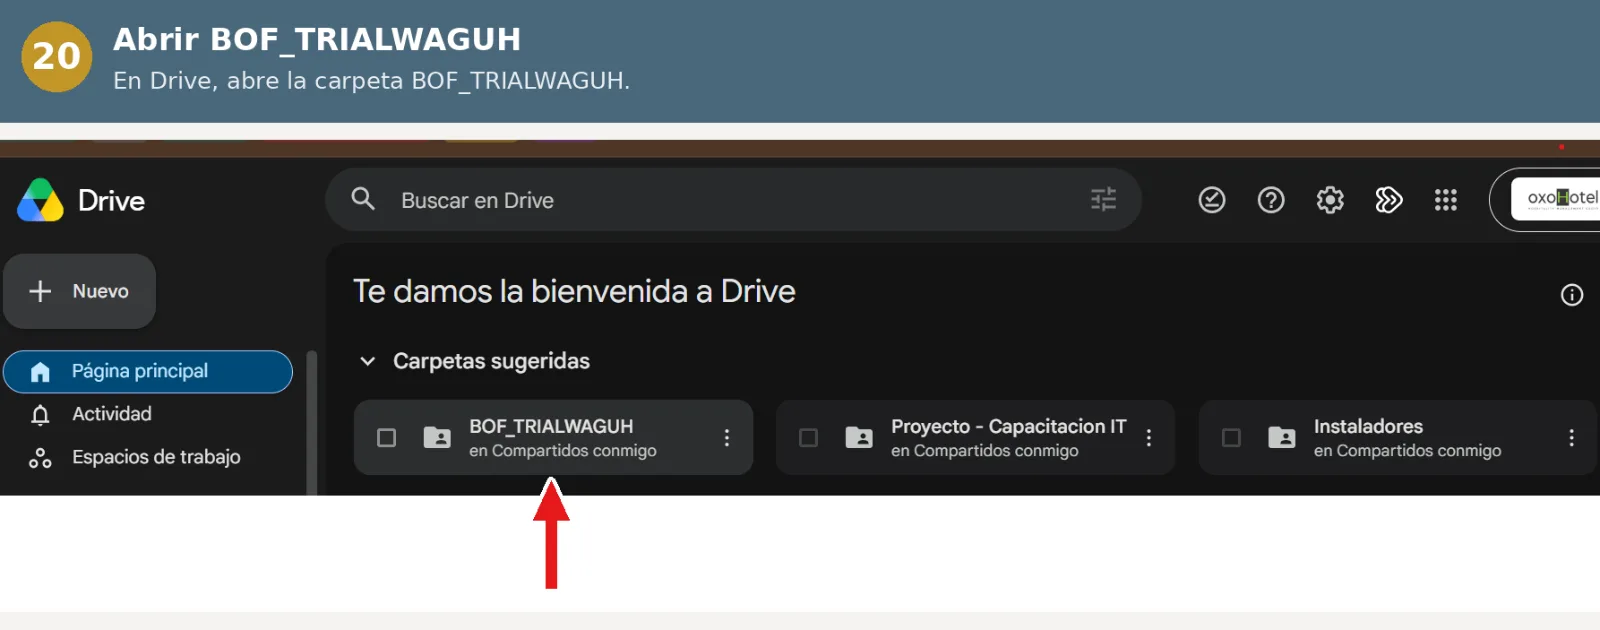 20
Abrir BOF_TRIALWAGUH
En Drive, abre la carpeta BOF_TRIALWAGUH.
Drive
Buscar en Drive
oxoHotel
Nuevo
Te damos la bienvenida a Drive
Página principal
Carpetas sugeridas
Actividad
BOF_TRIALWAGUH
en Compartidos conmigo
Proyecto - Capacitacion IT
en Compartidos conmigo
Instaladores
en Compartidos conmigo
Espacios de trabajo